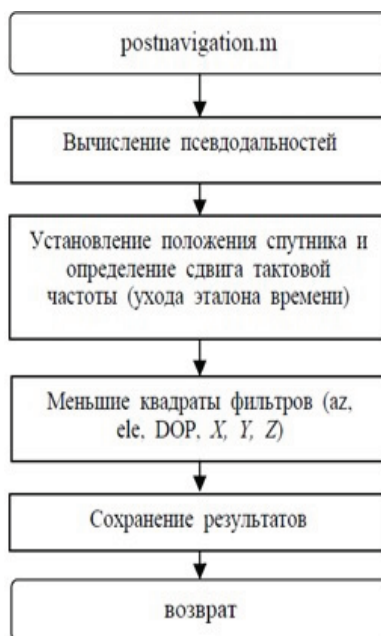 postnavigation.m
Вычисление псевдодальностей
Установление положения спутника и
определение сдвига тактовой
частоты (ухода эталона времени)
Меньшие квадраты фильтров (az,
ele, DOP, X, Y, Z)
Сохранение результатов
возврат